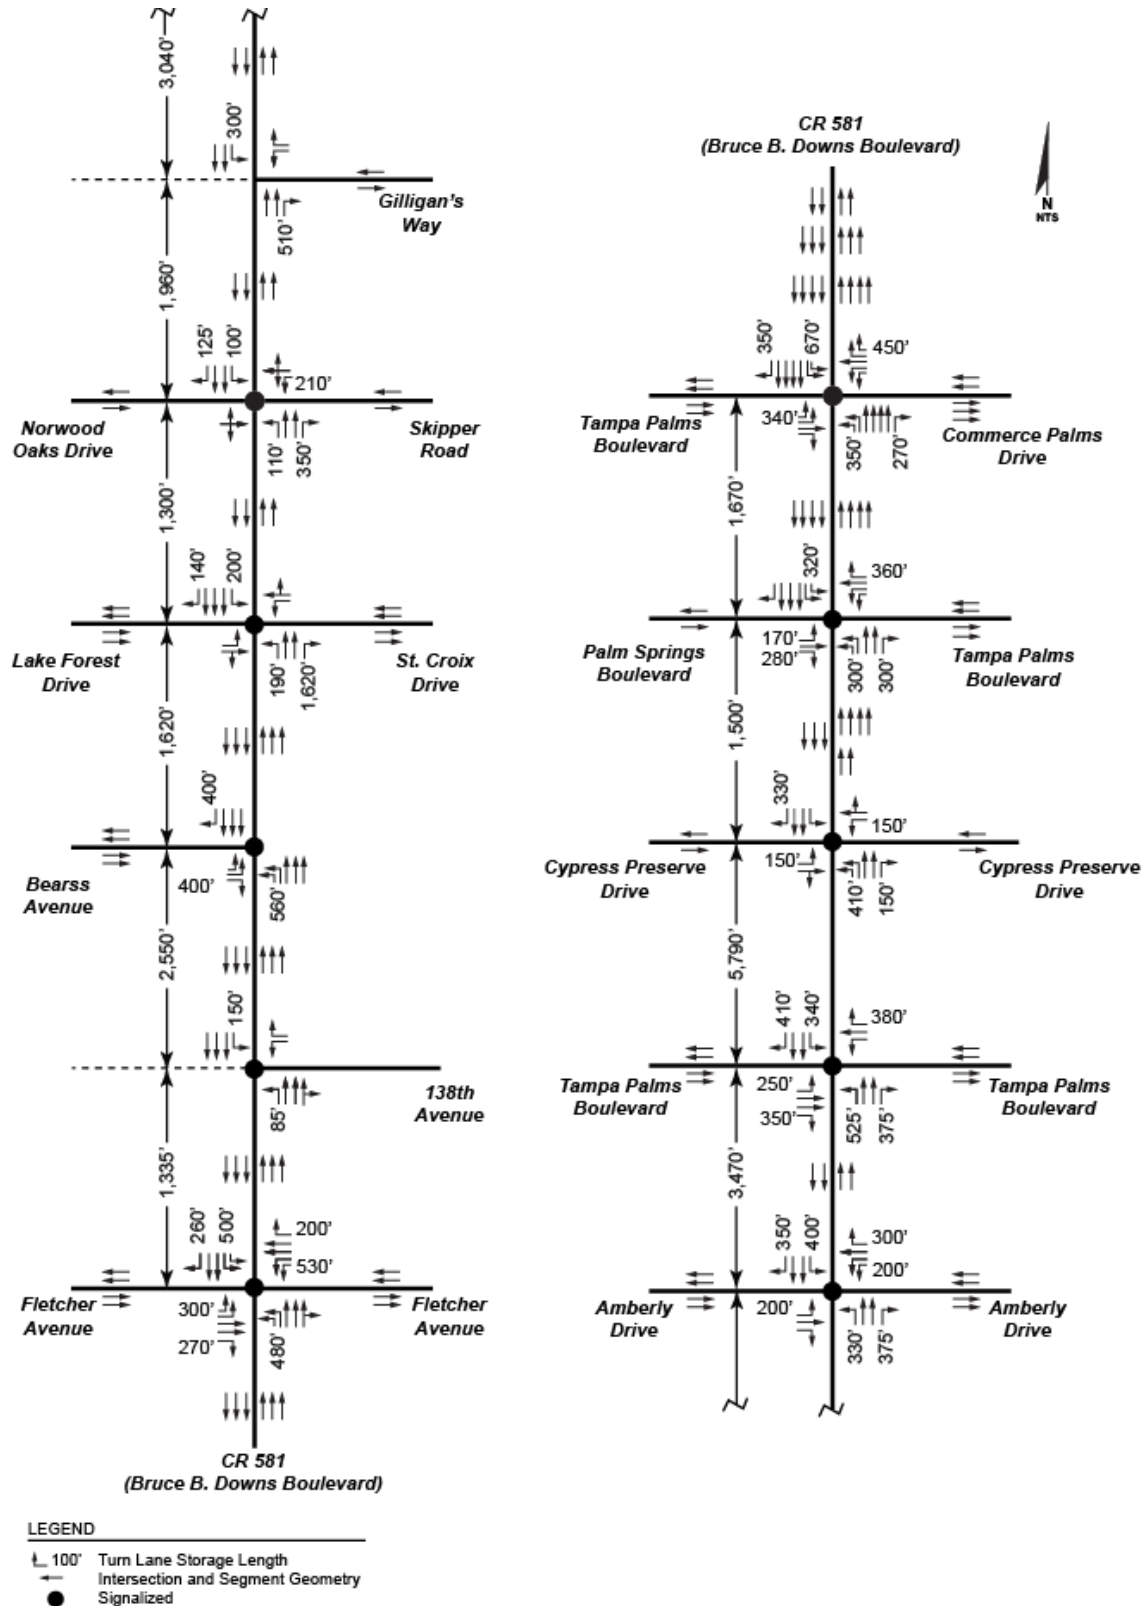 3,040'
300'
Gilligan's
Way
510'
1,960'
125'
100'
210'
Norwood
Oaks Drive
Skipper
Road
110'
350'
1,300'
140'
200'
Lake Forest
Drive
St. Croix
Drive
190'
1,620'
1,620'
400'
Bearss
Avenue
400'
560'
2,550'
150'
138th
Avenue
85'
1,335'
260'
500'
200'
530'
Fletcher
Avenue
300'
270'
Fletcher
Avenue
480'
CR 581
(Bruce B. Downs Boulevard)
CR 581
(Bruce B. Downs Boulevard)
N
NTS
350'
670'
450'
Tampa Palms
Boulevard
340'
350'
270'
Commerce Palms
Drive
1,670'
320'
360'
Palm Springs
Boulevard
170'
280'
300'
300'
Tampa Palms
Boulevard
1,500'
330'
150'
Cypress Preserve
Drive
150'
410'
150'
Cypress Preserve
Drive
5,790'
410'
340'
380'
Tampa Palms
Boulevard
250'
350'
525'
375'
Tampa Palms
Boulevard
3,470'
350'
400'
300'
200'
Amberly
Drive
200'
330'
375'
Amberly
Drive
LEGEND
100' Turn Lane Storage Length
Intersection and Segment Geometry
Signalized